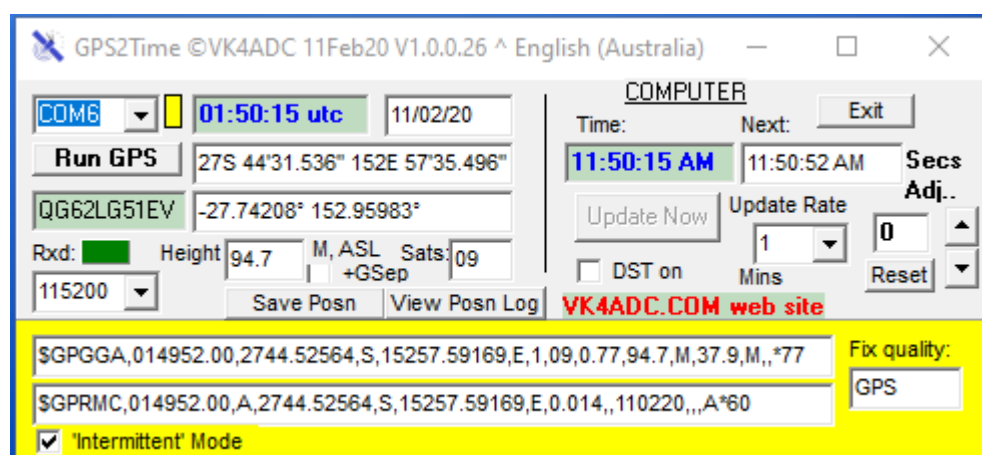 GPS2Time ©VK4ADC 11Feb20 V1.0.0.26 ^ English (Australia)
COM6 01:50:15 utc 11/02/20
Run GPS 27S 44'31.536" 152E 57'35.496"
QG62LG51EV -27.74208° 152.95983°
Rxd: Height 94.7 M, ASL Sats: 09
+GSep
115200 Save Posn View Posn Log
COMPUTER
Exit
Time: Next:
11:50:15 AM 11:50:52 AM Secs
Adj..
Update Now Update Rate
1 0
DST on Mins Reset
VK4ADC.COM web site
$GPGGA,014952.00,2744.52564,S,15257.59169,E,1,09,0.77,94.7,M,37.9,M,,*77
Fix quality:
$GPRMC,014952.00,A,2744.52564,S,15257.59169,E,0.014,,110220,,,A*60
GPS
'Intermittent' Mode